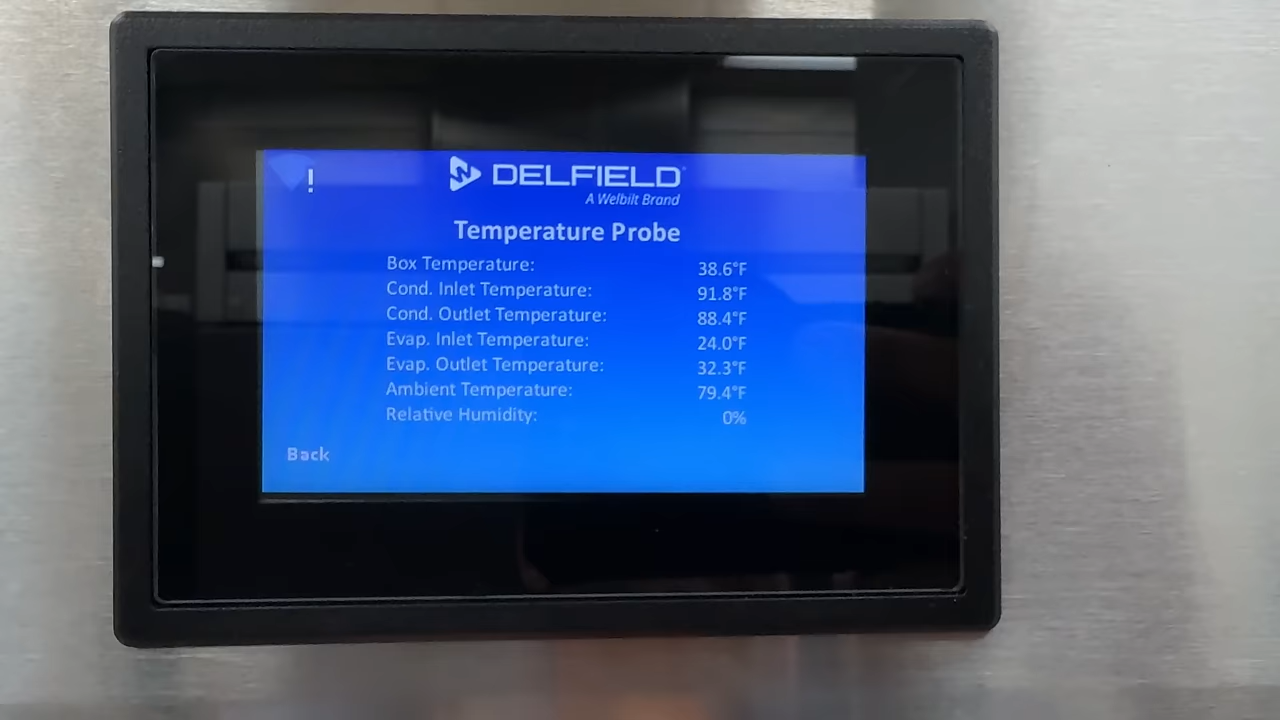 !
DELFIELD
A Welbilt Brand
Temperature Probe
Box Temperature: 38.6°F
Cond. Inlet Temperature: 91.8°F
Cond. Outlet Temperature: 88.4°F
Evap. Inlet Temperature: 24.0°F
Evap. Outlet Temperature: 32.3°F
Ambient Temperature: 79.4°F
Relative Humidity: 0%
Back